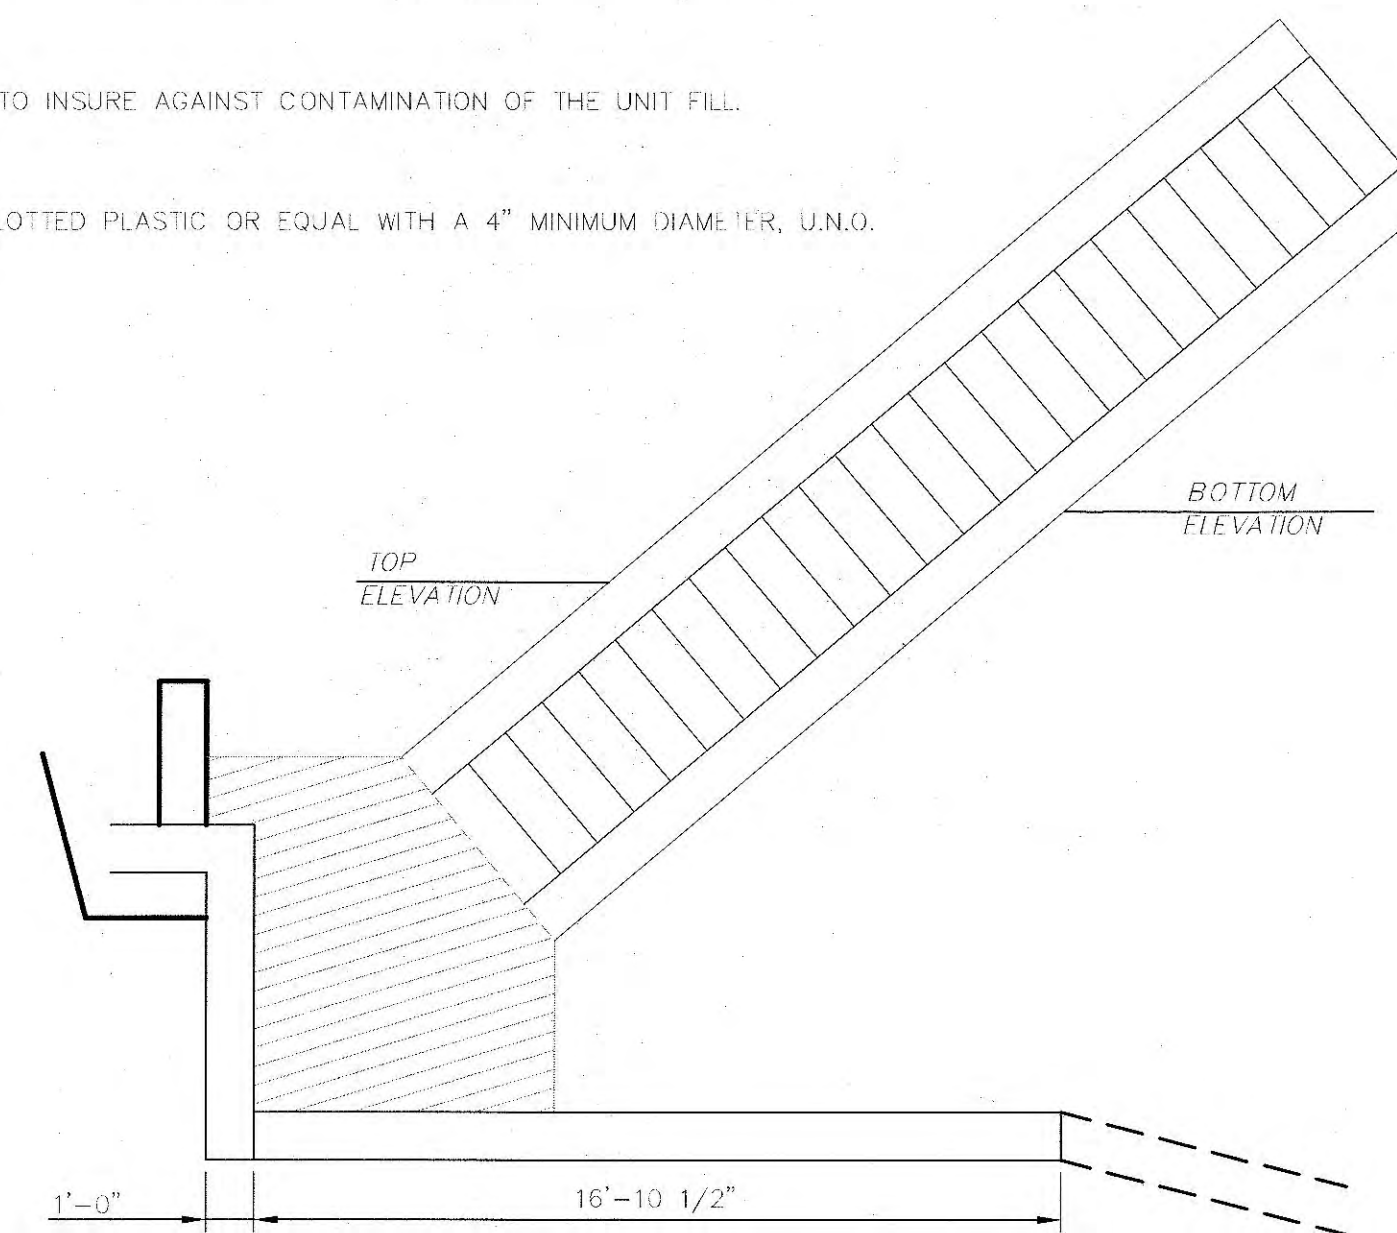 TO INSURE AGAINST CONTAMINATION OF THE UNIT FILL.
LOTTED PLASTIC OR EQUAL WITH A 4" MINIMUM DIAMETER, U.N.O.
BOTTOM
ELEVATION
TOP
ELEVATION
1'-0"
16'-10 1/2"